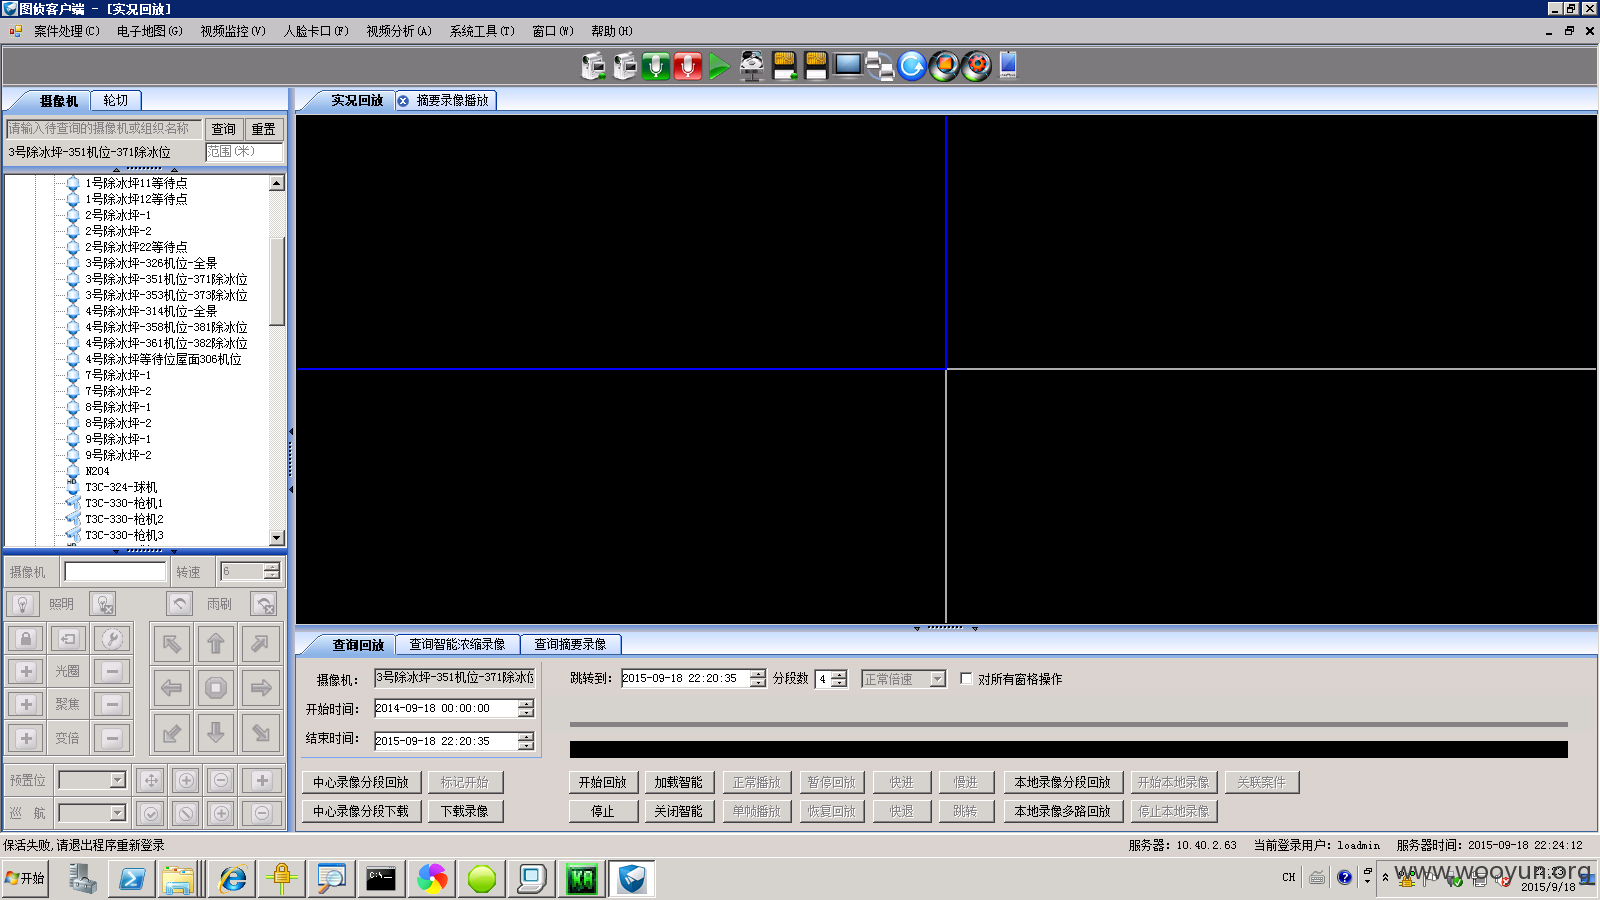 图侦客户端 - [实况回放]
案件处理(C) 电子地图(G) 视频监控(V) 人脸卡口(F) 视频分析(A) 系统工具(T) 窗口(W) 帮助(H)
摄像机 轮切
实况回放 摘要录像播放
请输入待查询的摄像机或组织名称 查询 重置
3号除冰坪-351机位-371除冰位 范围(米)
1号除冰坪11等待点
1号除冰坪12等待点
2号除冰坪-1
2号除冰坪-2
2号除冰坪22等待点
3号除冰坪-326机位-全景
3号除冰坪-351机位-371除冰位
3号除冰坪-353机位-373除冰位
4号除冰坪-314机位-全景
4号除冰坪-358机位-381除冰位
4号除冰坪-361机位-382除冰位
4号除冰坪等待位屋面306机位
7号除冰坪-1
7号除冰坪-2
8号除冰坪-1
8号除冰坪-2
9号除冰坪-1
9号除冰坪-2
N204
T3C-324-球机
T3C-330-枪机1
T3C-330-枪机2
T3C-330-枪机3
摄像机 转速 6
照明 雨刷
光圈
聚焦
变倍
预置位
巡 航
查询回放 查询智能浓缩录像 查询摘要录像
摄像机: 3号除冰坪-351机位-371除冰位
开始时间: 2014-09-18 00:00:00
结束时间: 2015-09-18 22:20:35
跳转到: 2015-09-18 22:20:35 分段数 4 正常倍速 对所有窗格操作
中心录像分段回放 标记开始 开始回放 加载智能 正常播放 暂停回放 快进 慢进 本地录像分段回放 开始本地录像 关联案件
中心录像分段下载 下载录像 停止 关闭智能 单帧播放 恢复回放 快退 跳转 本地录像多路回放 停止本地录像
保活失败,请退出程序重新登录 服务器: 10.40.2.63 当前登录用户: loadmin 服务器时间: 2015-09-18 22:24:12
开始 CH 22:23
2015/9/18
www.wooyun.org